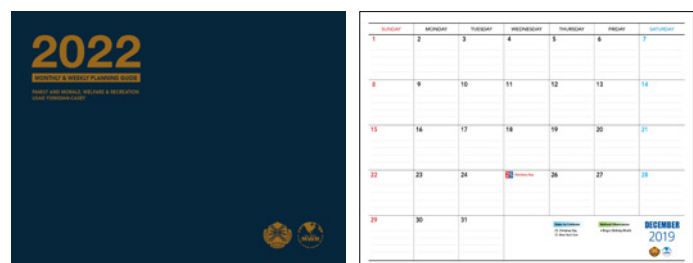 2022
MONTHLY & WEEKLY PLANNING GUIDE
FAMILY AND MORALE, WELFARE & RECREATION
USAG YONGSAN-CASEY
SUNDAY MONDAY TUESDAY WEDNESDAY THURSDAY FRIDAY SATURDAY
1 2 3 4 5 6 7
8 9 10 11 12 13 14
15 16 17 18 19 20 21
22 23 24 25 Christmas Day 26 27 28
29 30 31
DECEMBER
2019